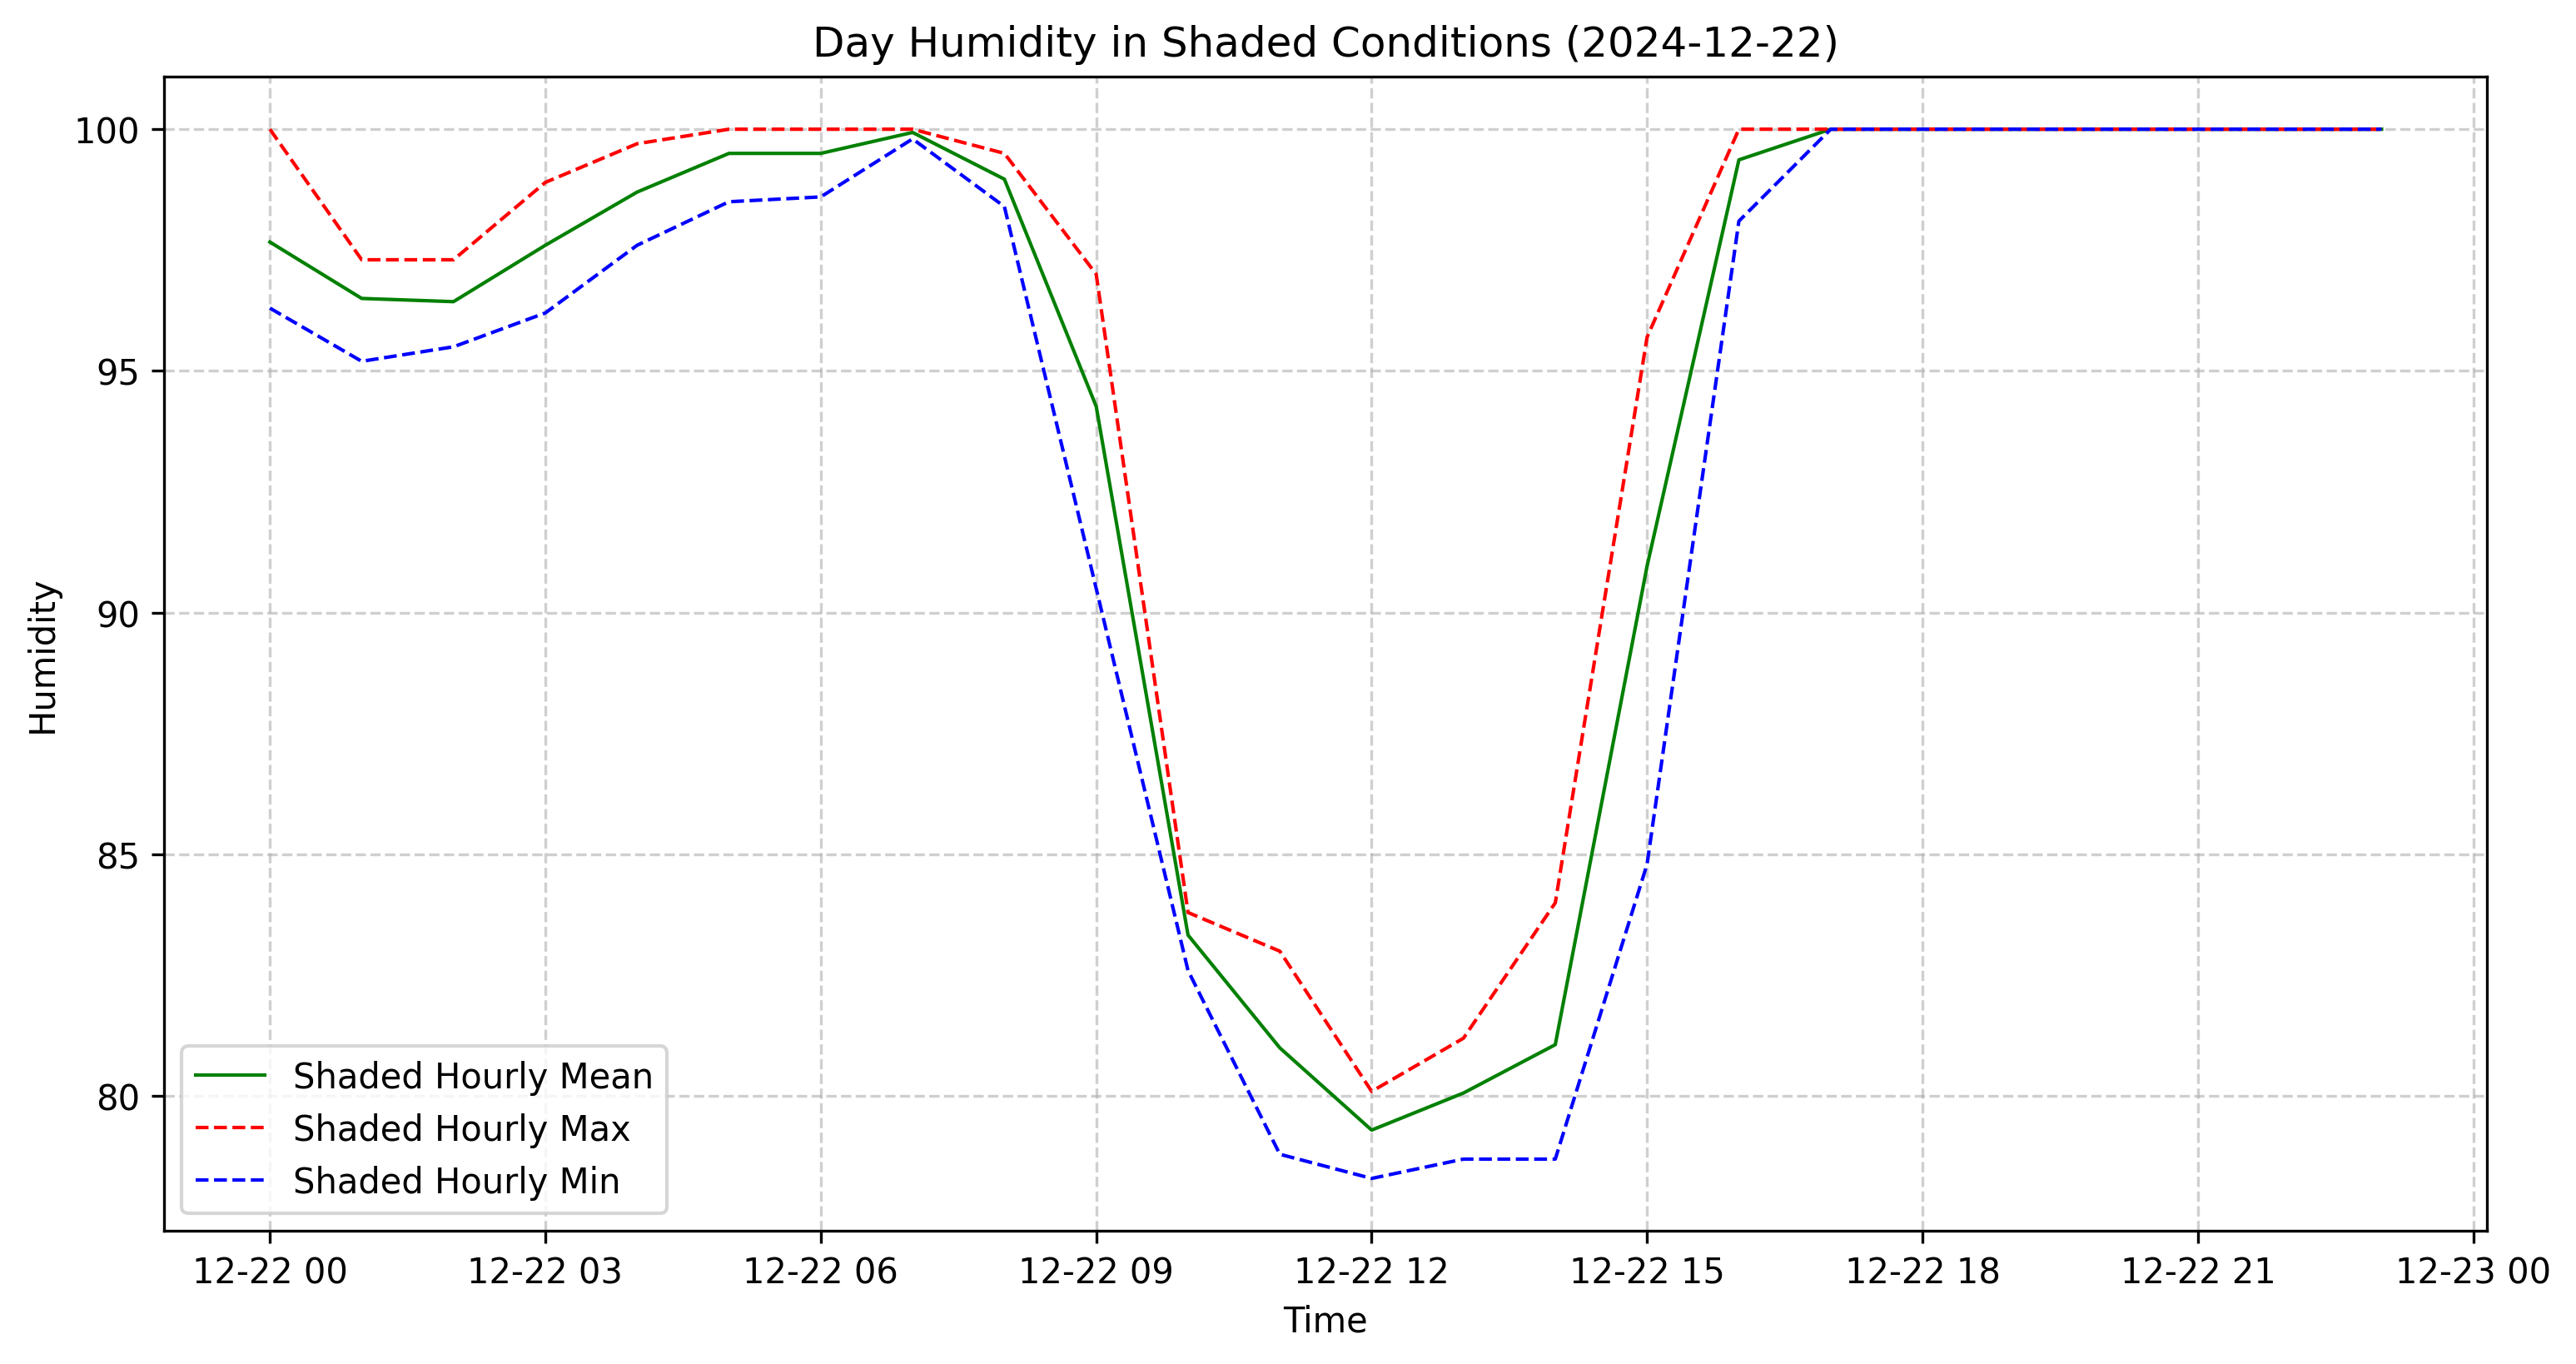 Day Humidity in Shaded Conditions (2024-12-22)
Humidity
100
95
90
85
80
Shaded Hourly Mean
Shaded Hourly Max
Shaded Hourly Min
12-22 00 12-22 03 12-22 06 12-22 09 12-22 12 12-22 15 12-22 18 12-22 21 12-23 00
Time